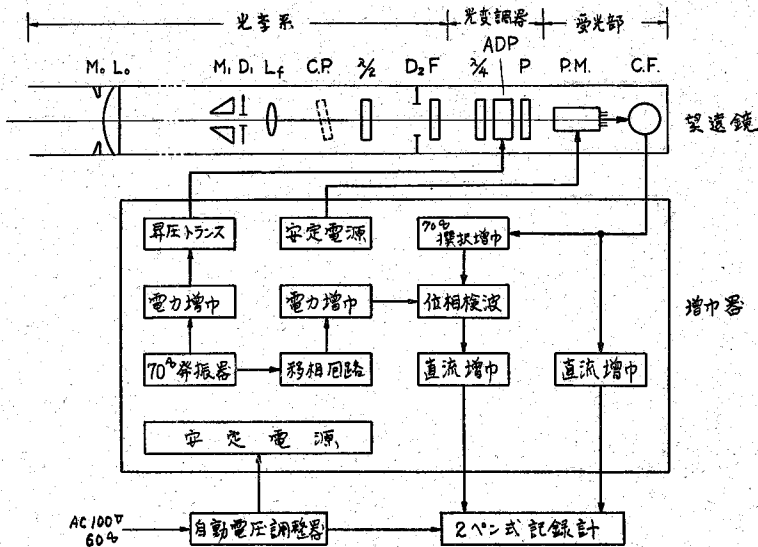 光学系
光変調器
受光部
ADP
M₀ L₀
M₁ D₁ L f
C.P.
λ/2
D₂ F
λ/4
P
P.M.
C.F.
望遠鏡
昇圧トランス
安定電源
70∿
撰択増巾
電力増巾
電力増巾
位相検波
増巾器
70∿発振器
移相回路
直流増巾
直流増巾
安定電源
AC100V
60∿
自動電圧調整器
2ペン式記録計